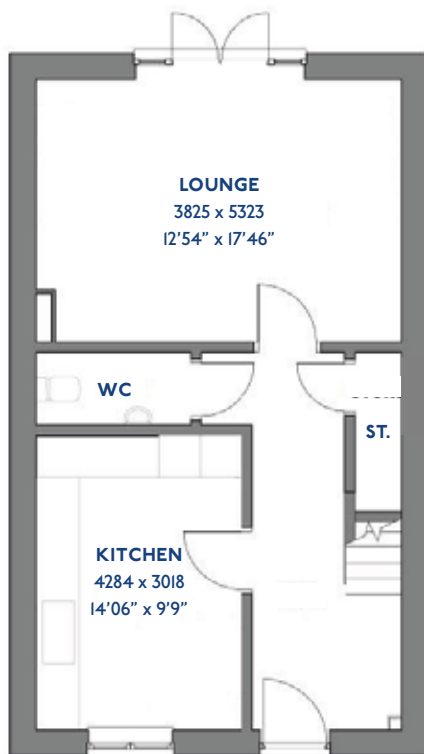 LOUNGE
3825 x 5323
12'54” x 17'46”
WC
ST.
KITCHEN
4284 x 3018
14'06” x 9'9”